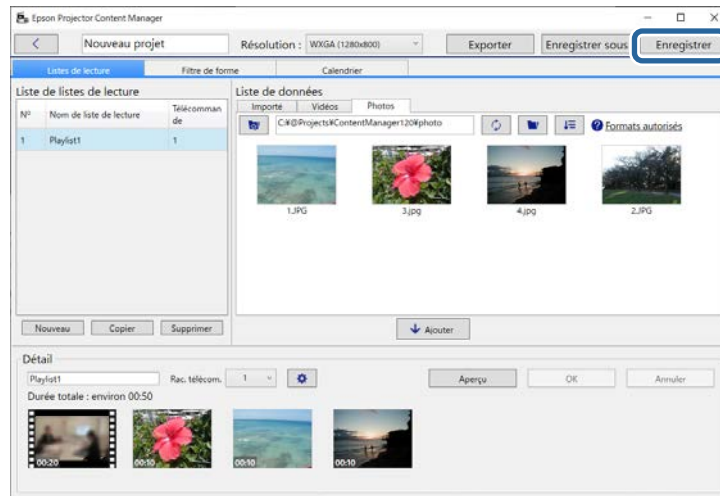 Epson Projector Content Manager
Nouveau projet
Résolution :
WXGA (1280x800)
Exporter
Enregistrer sous
Enregistrer
Listes de lecture
Filtre de forme
Calendrier
Liste de listes de lecture
Nº
Nom de liste de lecture
Télécomman
de
1
Playlist1
1
Nouveau
Copier
Supprimer
Liste de données
Importé
Vidéos
Photos
C:¥@Projects¥ContentManager120¥photo
Formats autorisés
1.JPG
3.jpg
4.jpg
2.JPG
Ajouter
Détail
Playlist1
Rac. télécom.
1
Aperçu
OK
Annuler
Durée totale : environ 00:50
00:20
00:10
00:10
00:10